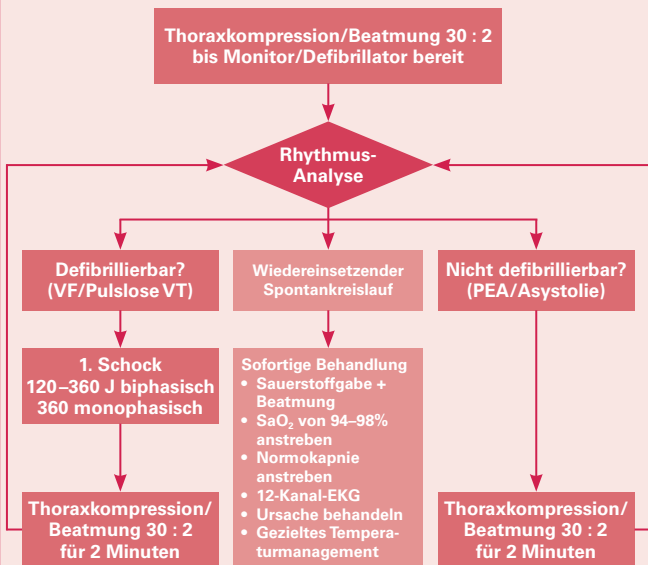 Thoraxkompression/Beatmung 30 : 2
bis Monitor/Defibrillator bereit
Rhythmus-
Analyse
Defibrillierbar?
(VF/Pulslose VT)
1. Schock
120–360 J biphasisch
360 monophasisch
Thoraxkompression/
Beatmung 30 : 2
für 2 Minuten
Wiedereinsetzender
Spontankreislauf
Sofortige Behandlung
• Sauerstoffgabe +
Beatmung
• SaO₂ von 94–98%
anstreben
• Normokapnie
anstreben
• 12-Kanal-EKG
• Ursache behandeln
• Gezieltes Tempera-
turmanagement
Nicht defibrillierbar?
(PEA/Asystolie)
Thoraxkompression/
Beatmung 30 : 2
für 2 Minuten